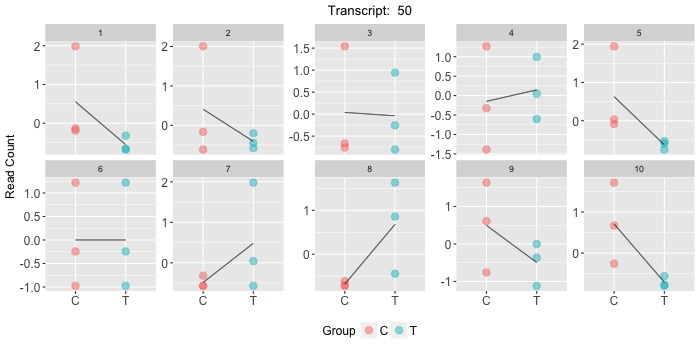 Transcript: 50
1 2 3 4 5
2 1 0
2 1 0
1.5 1.0 0.5 0.0 -0.5
1.0 0.5 0.0 -0.5 -1.0 -1.5
2 1 0
Read Count
6 7 8 9 10
1.0 0.5 0.0 -0.5 -1.0
2 1 0
1 0
1 0 -1
1 0
C T C T C T C T C T
Group C T